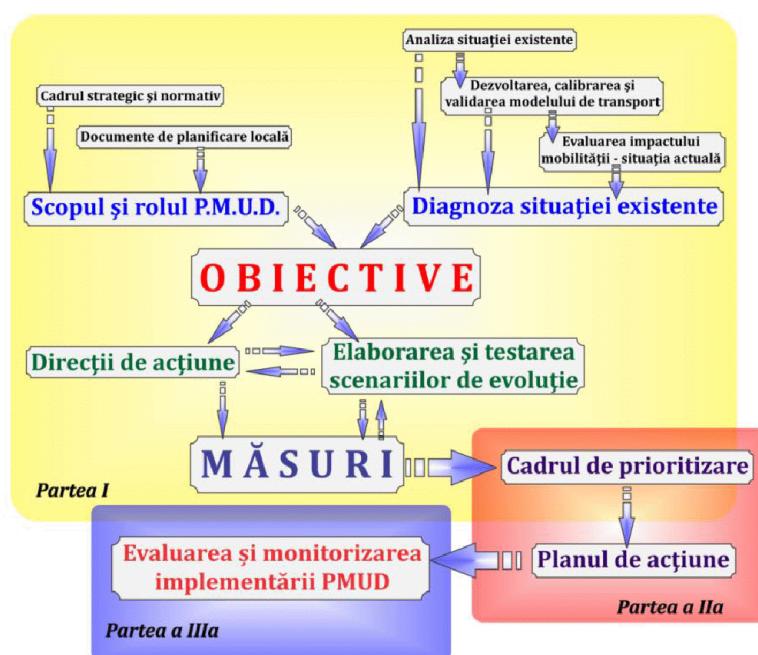 Analiza situației existente
Cadrul strategic și normativ
Dezvoltarea, calibrarea și
validarea modelului de transport
Documente de planificare locală
Evaluarea impactului
mobilității - situația actuală
Scopul și rolul P.M.U.D.
Diagnoza situației existente
OBIECTIVE
Direcții de acțiune
Elaborarea și testarea
scenariilor de evoluție
MĂSURI
Cadrul de prioritizare
Partea I
Evaluarea și monitorizarea
implementării PMUD
Planul de acțiune
Partea a IIa
Partea a IIIa